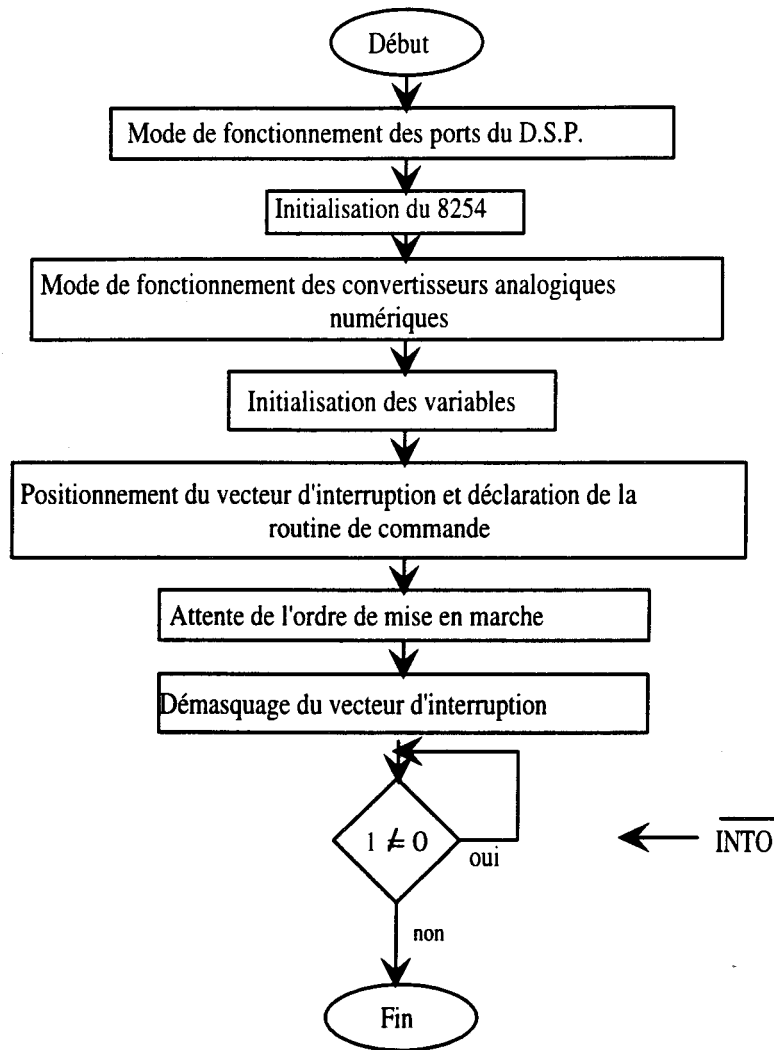 Début
Mode de fonctionnement des ports du D.S.P.
Initialisation du 8254
Mode de fonctionnement des convertisseurs analogiques
numériques
Initialisation des variables
Positionnement du vecteur d'interruption et déclaration de la
routine de commande
Attente de l'ordre de mise en marche
Démasquage du vecteur d'interruption
1 ≠ 0
INTO
oui
non
Fin